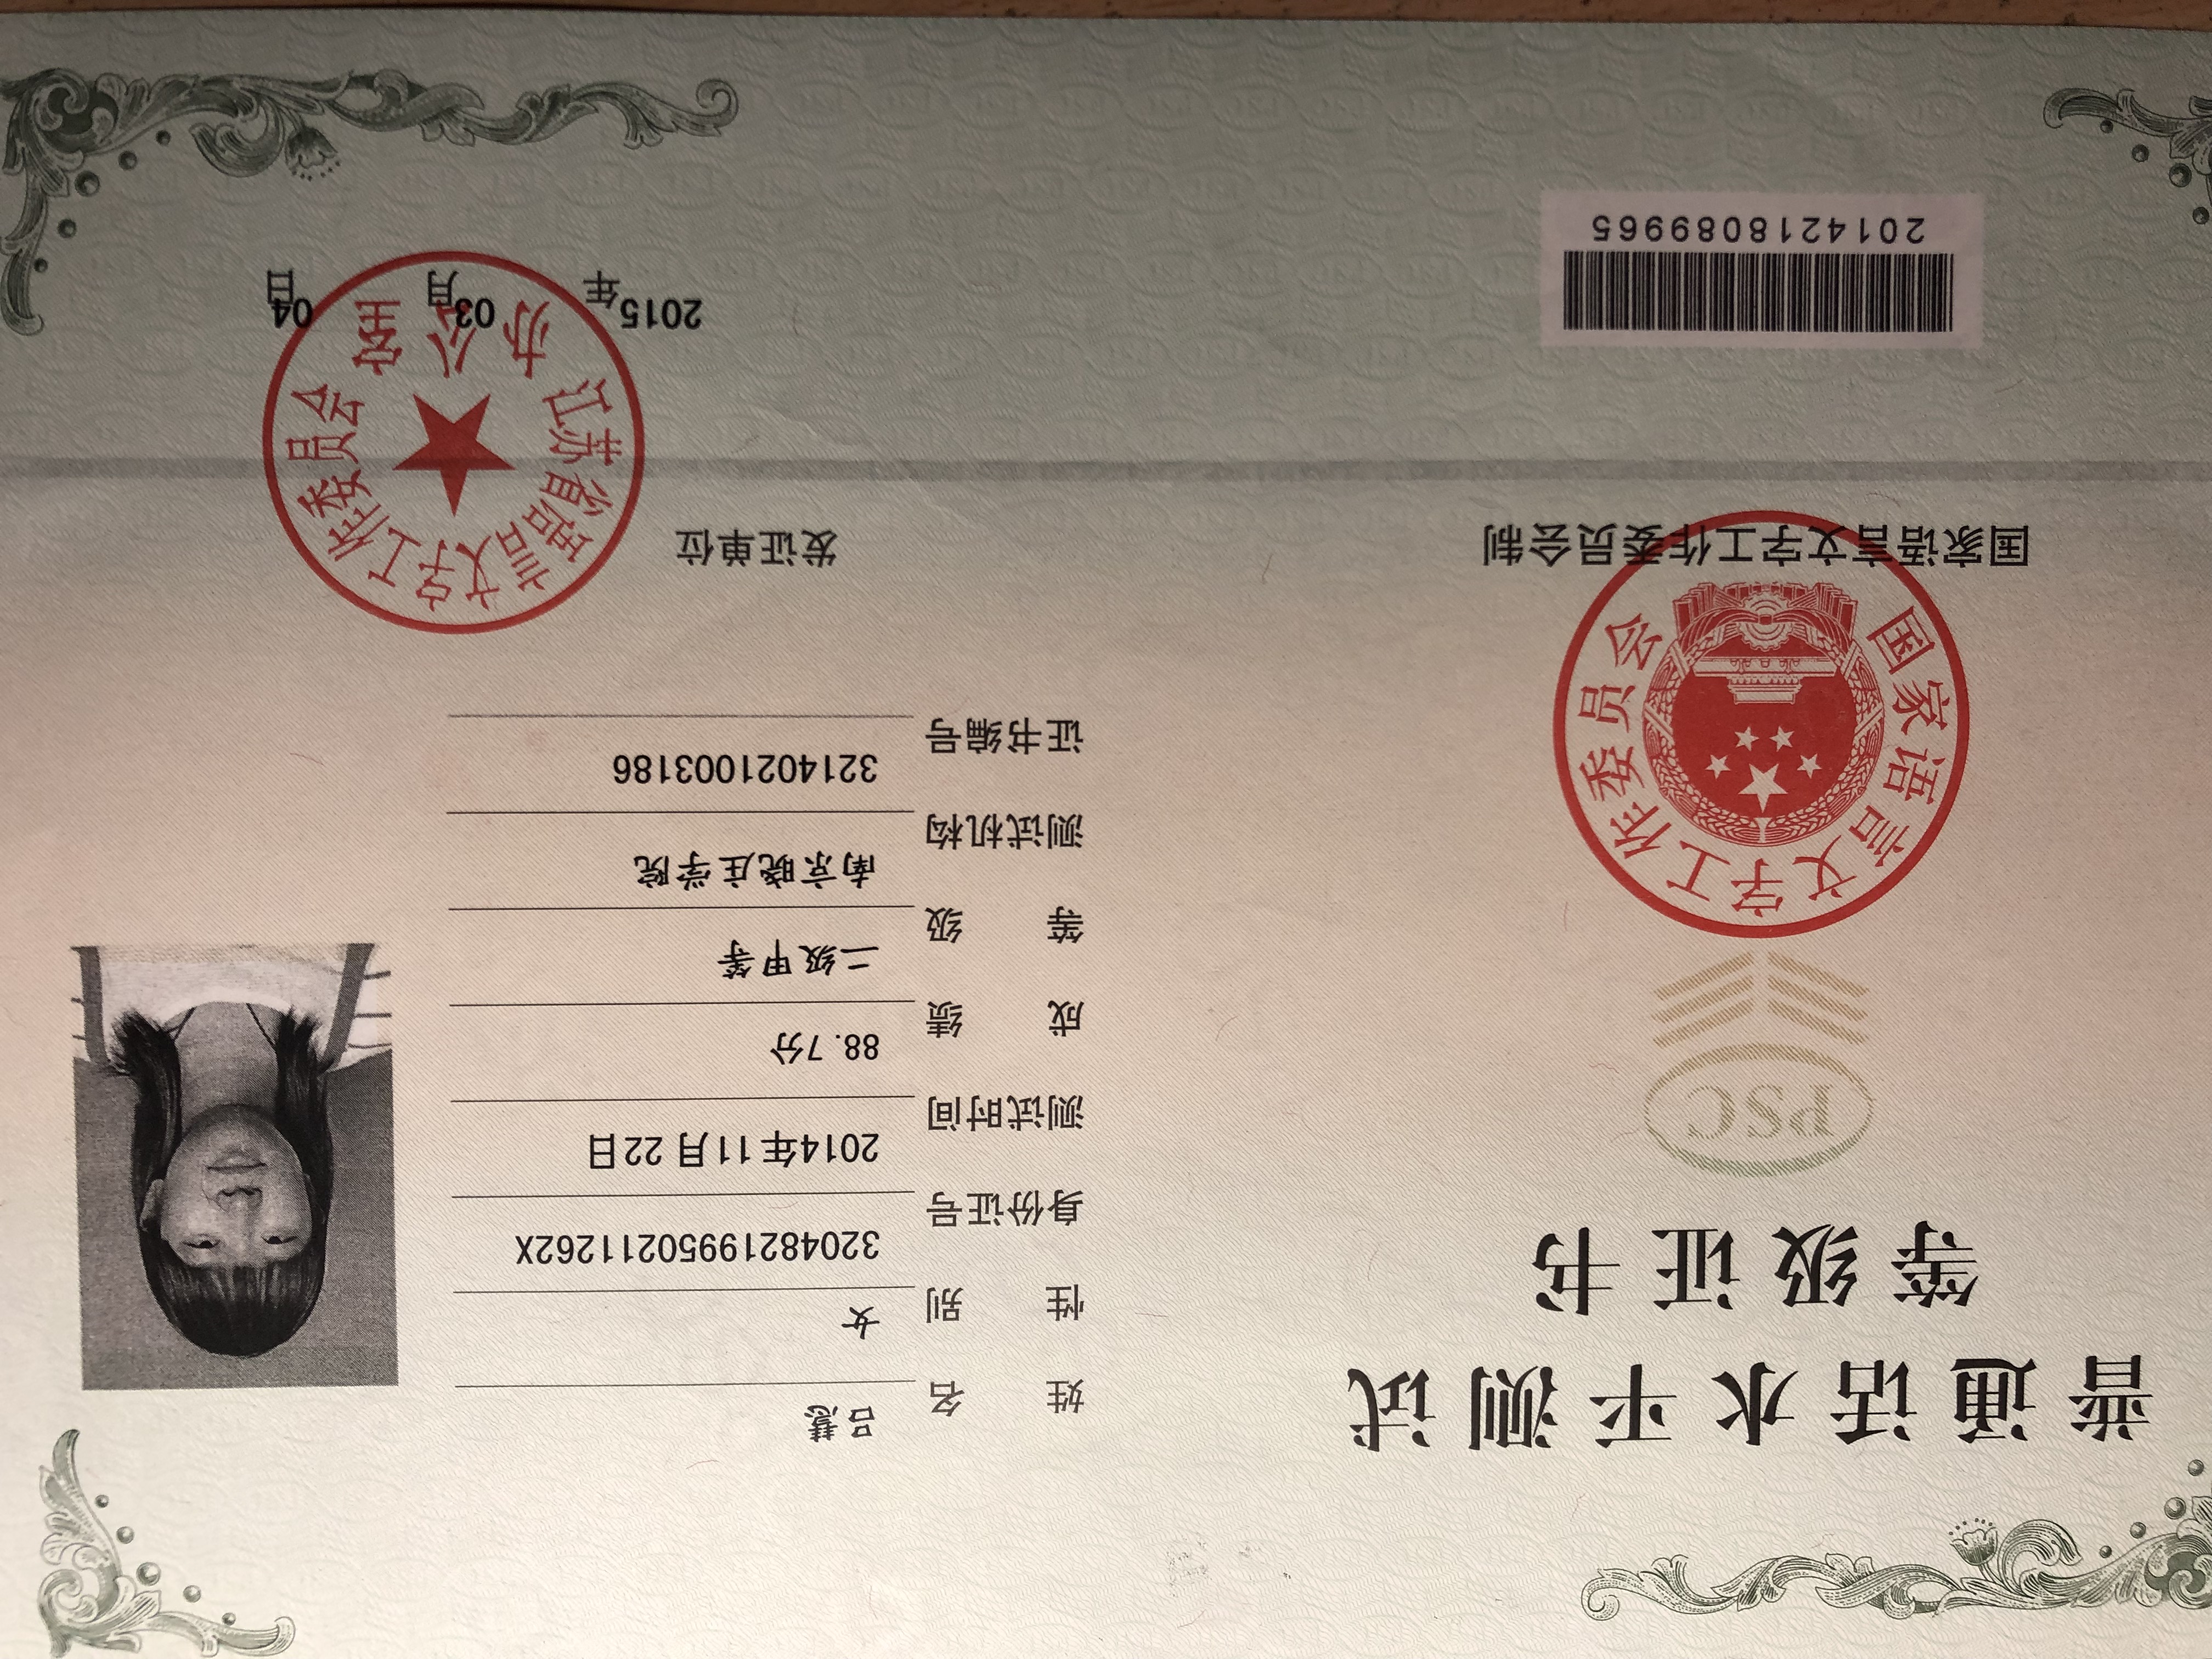 普通话水平测试
等级证书
PSC
国家语言文字工作委员会
国家语言文字工作委员会制
2014218089965
姓 名 吕慧
性 别 女
身份证号 32048219950211262X
测试时间 2014年11月22日
成 绩 88.7分
等 级 二级甲等
测试机构 南京晓庄学院
证书编号 3214021003186
发证单位
江苏省语言文字工作委员会
办公室
2015年03月04日